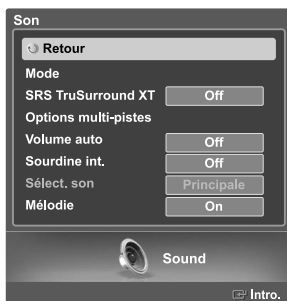 Son
Retour
Mode
SRS TruSurround XT Off
Options multi-pistes
Volume auto Off
Sourdine int. Off
Sélect. son Principale
Mélodie On
Sound
Intro.